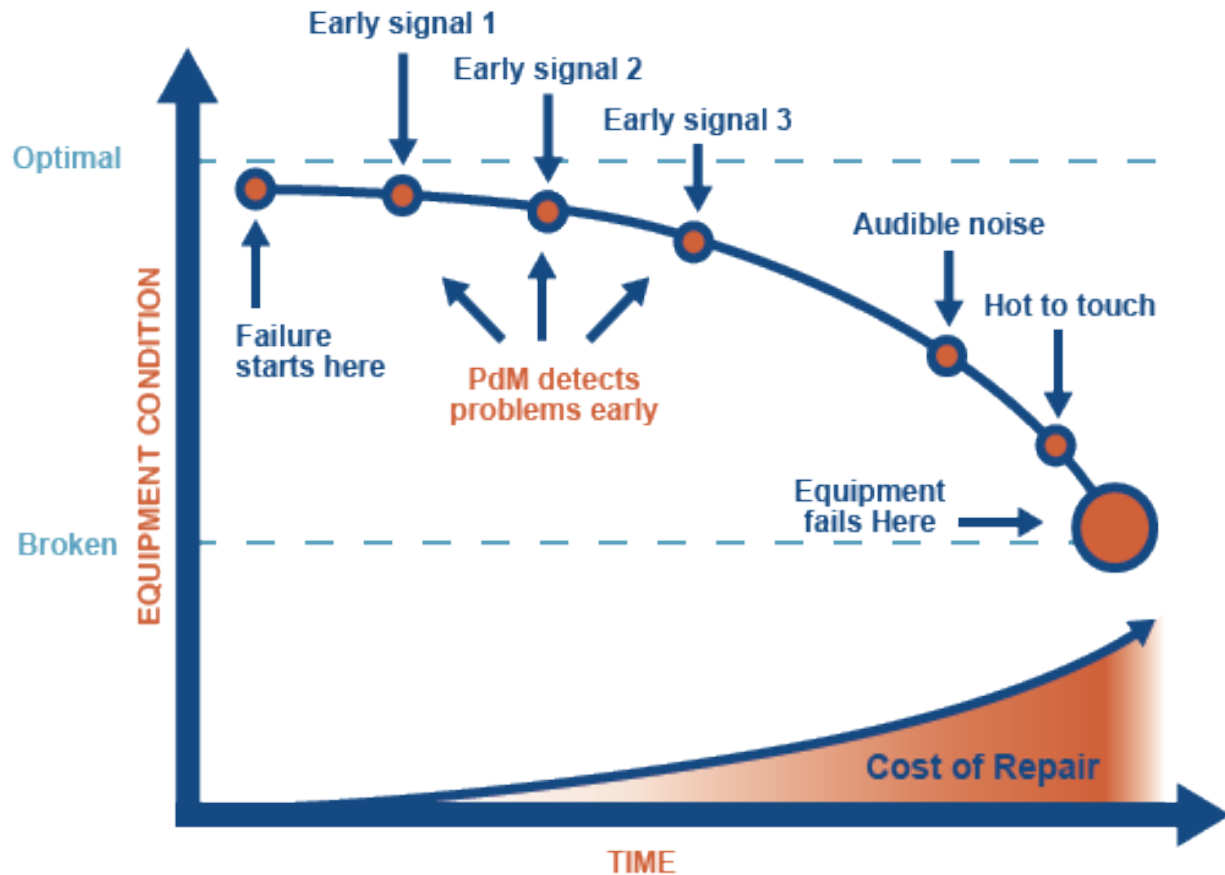 Early signal 1
Early signal 2
Early signal 3
Optimal
Audible noise
Hot to touch
Failure
starts here
PdM detects
problems early
EQUIPMENT CONDITION
Equipment
fails Here
Broken
Cost of Repair
TIME